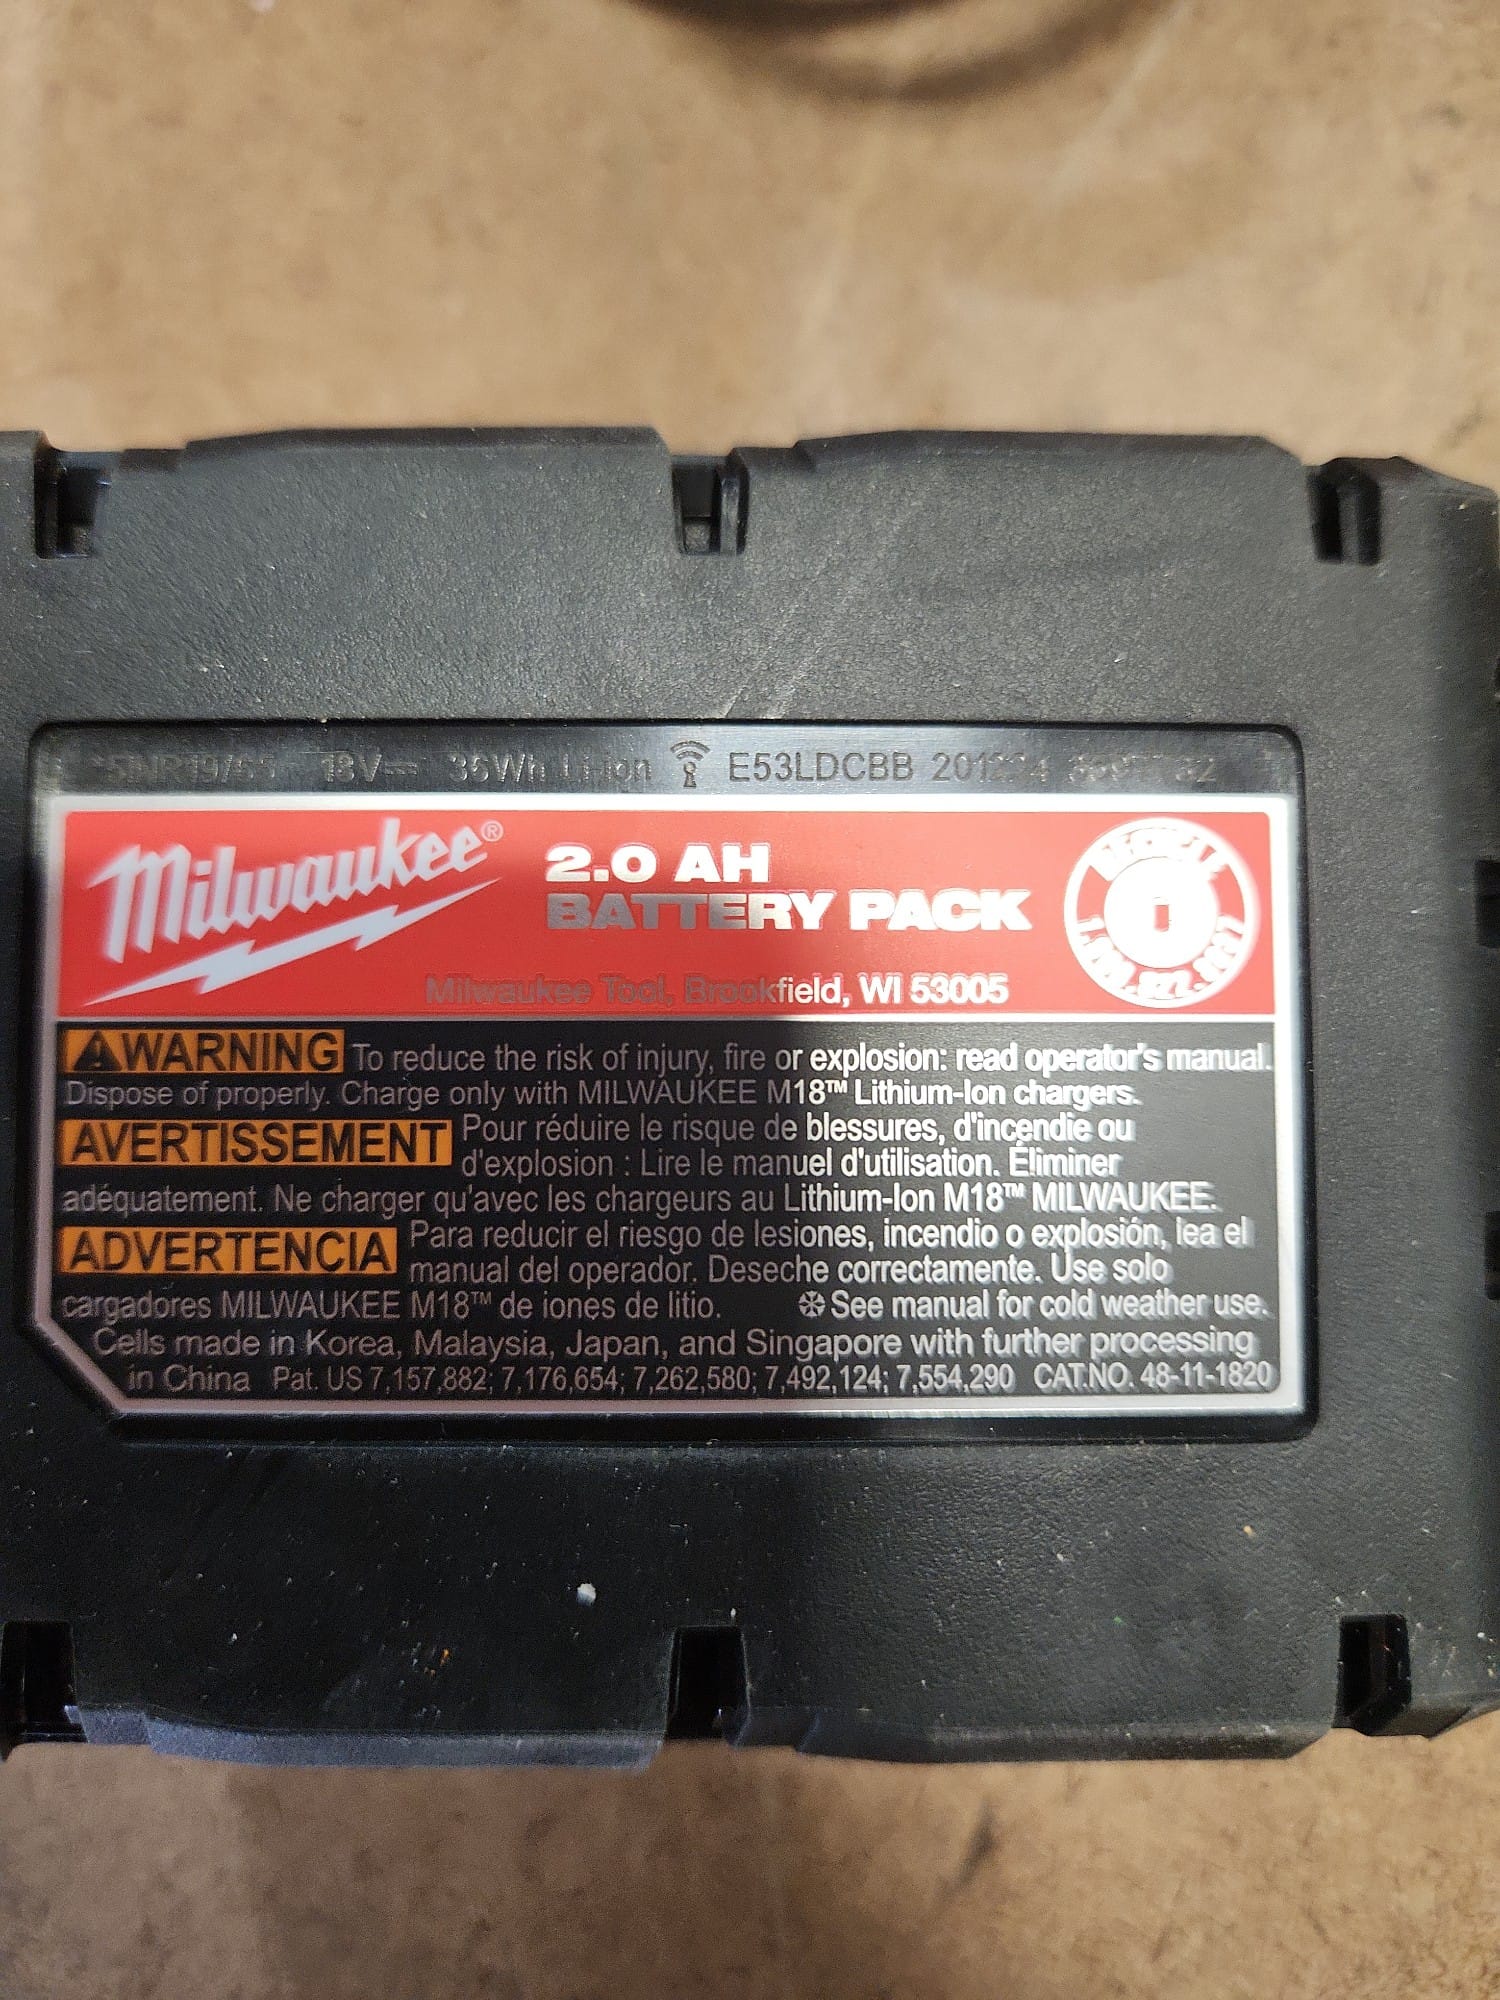 18V 36Wh Li-ion E53LDCBB
Milwaukee®
2.0 AH
BATTERY PACK
Milwaukee Tool, Brookfield, WI 53005
RECYCLE
WARNING To reduce the risk of injury, fire or explosion: read operator's manual.
Dispose of properly. Charge only with MILWAUKEE M18™ Lithium-Ion chargers.
AVERTISSEMENT Pour réduire le risque de blessures, d'incendie ou
d'explosion : Lire le manuel d'utilisation. Éliminer
adéquatement. Ne charger qu'avec les chargeurs au Lithium-Ion M18™ MILWAUKEE.
ADVERTENCIA Para reducir el riesgo de lesiones, incendio o explosión, lea el
manual del operador. Deseche correctamente. Use solo
cargadores MILWAUKEE M18™ de iones de litio. See manual for cold weather use.
Cells made in Korea, Malaysia, Japan, and Singapore with further processing
in China Pat. US 7,157,882; 7,176,654; 7,262,580; 7,492,124; 7,554,290 CAT.NO. 48-11-1820